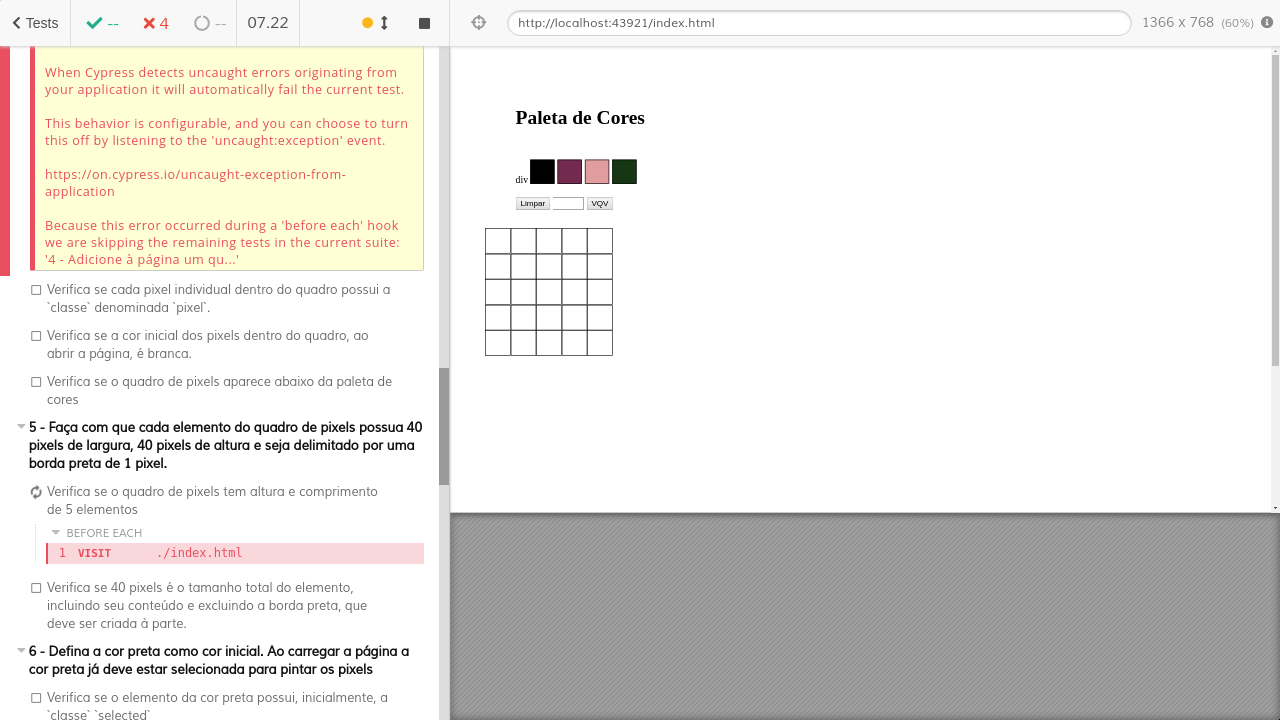 Tests
--
4
--
07.22
http://localhost:43921/index.html
1366 x 768 (60%)
When Cypress detects uncaught errors originating from
your application it will automatically fail the current test.
This behavior is configurable, and you can choose to turn
this off by listening to the 'uncaught:exception' event.
https://on.cypress.io/uncaught-exception-from-
application
Because this error occurred during a 'before each' hook
we are skipping the remaining tests in the current suite:
'4 - Adicione à página um qu...'
Verifica se cada pixel individual dentro do quadro possui a
`classe` denominada `pixel`.
Verifica se a cor inicial dos pixels dentro do quadro, ao
abrir a página, é branca.
Verifica se o quadro de pixels aparece abaixo da paleta de
cores
5 - Faça com que cada elemento do quadro de pixels possua 40
pixels de largura, 40 pixels de altura e seja delimitado por uma
borda preta de 1 pixel.
Verifica se o quadro de pixels tem altura e comprimento
de 5 elementos
BEFORE EACH
1 VISIT ./index.html
Verifica se 40 pixels é o tamanho total do elemento,
incluindo seu conteúdo e excluindo a borda preta, que
deve ser criada à parte.
6 - Defina a cor preta como cor inicial. Ao carregar a página a
cor preta já deve estar selecionada para pintar os pixels
Verifica se o elemento da cor preta possui, inicialmente, a
`classe` `selected`
Paleta de Cores
div
Limpar
VQV